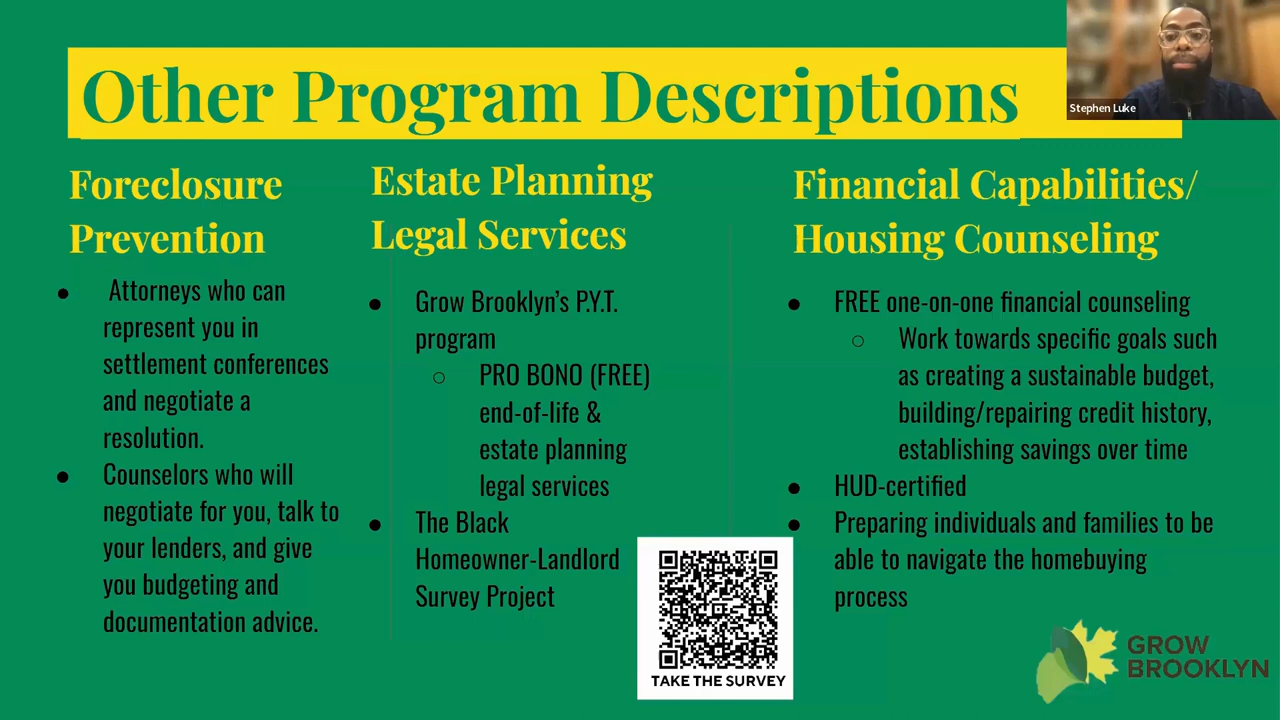 Other Program Descriptions
Stephen Luke
Foreclosure
Prevention
● Attorneys who can
represent you in
settlement conferences
and negotiate a
resolution.
● Counselors who will
negotiate for you, talk to
your lenders, and give
you budgeting and
documentation advice.
Estate Planning
Legal Services
● Grow Brooklyn’s P.Y.T.
program
○ PRO BONO (FREE)
end-of-life &
estate planning
legal services
● The Black
Homeowner-Landlord
Survey Project
TAKE THE SURVEY
Financial Capabilities/
Housing Counseling
● FREE one-on-one financial counseling
○ Work towards specific goals such
as creating a sustainable budget,
building/repairing credit history,
establishing savings over time
● HUD-certified
● Preparing individuals and families to be
able to navigate the homebuying
process
GROW
BROOKLYN